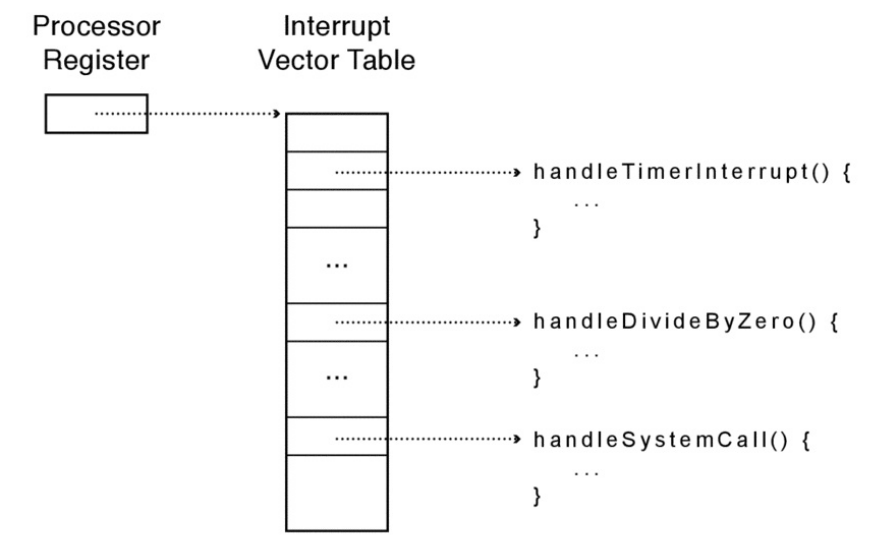 Processor
Register
Interrupt
Vector Table
handleTimerInterrupt() {
...
}
...
handleDivideByZero() {
...
}
...
handleSystemCall() {
...
}